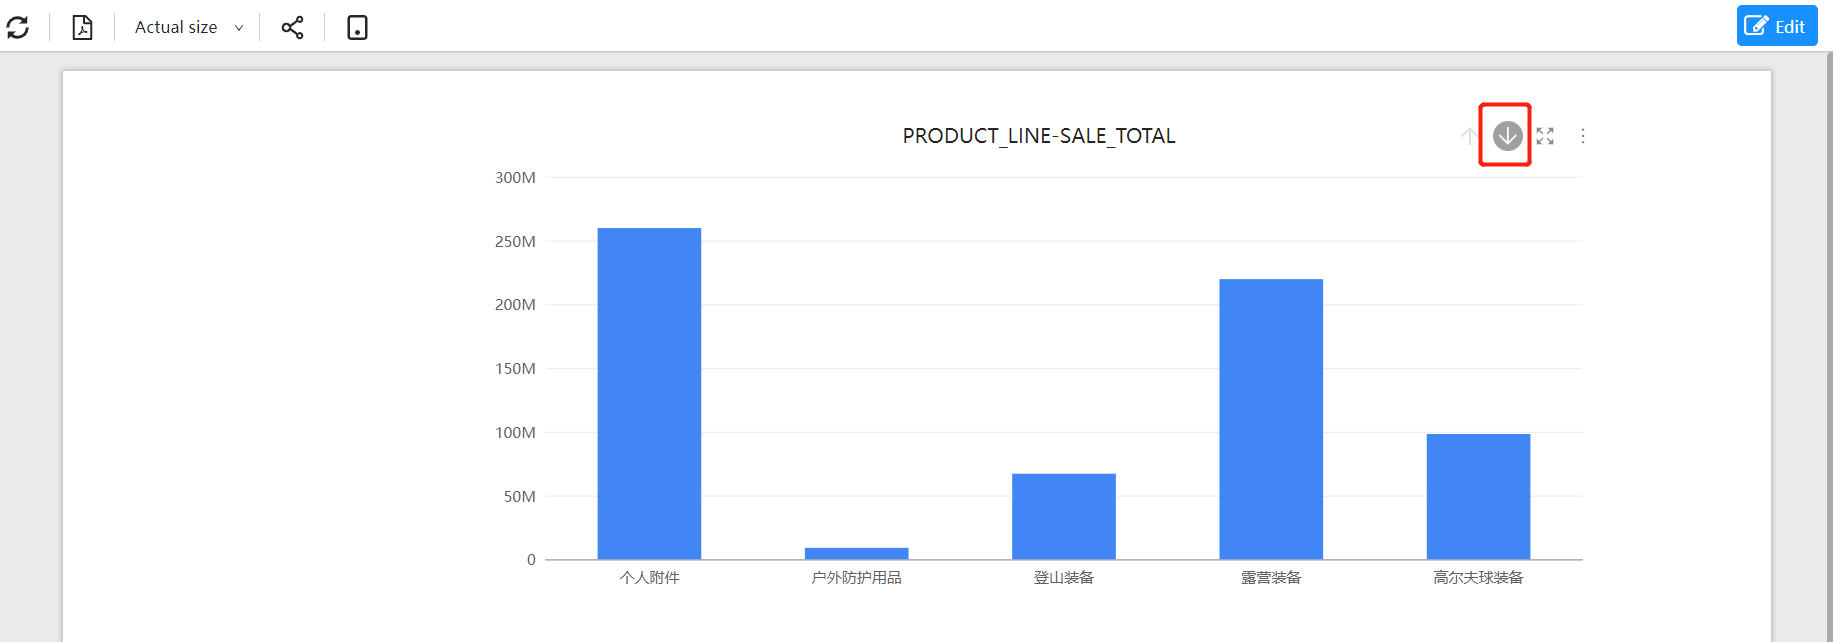 Actual size
Edit
PRODUCT_LINE-SALE_TOTAL
300M
250M
200M
150M
100M
50M
0
个人附件 户外防护用品 登山装备 露营装备 高尔夫球装备